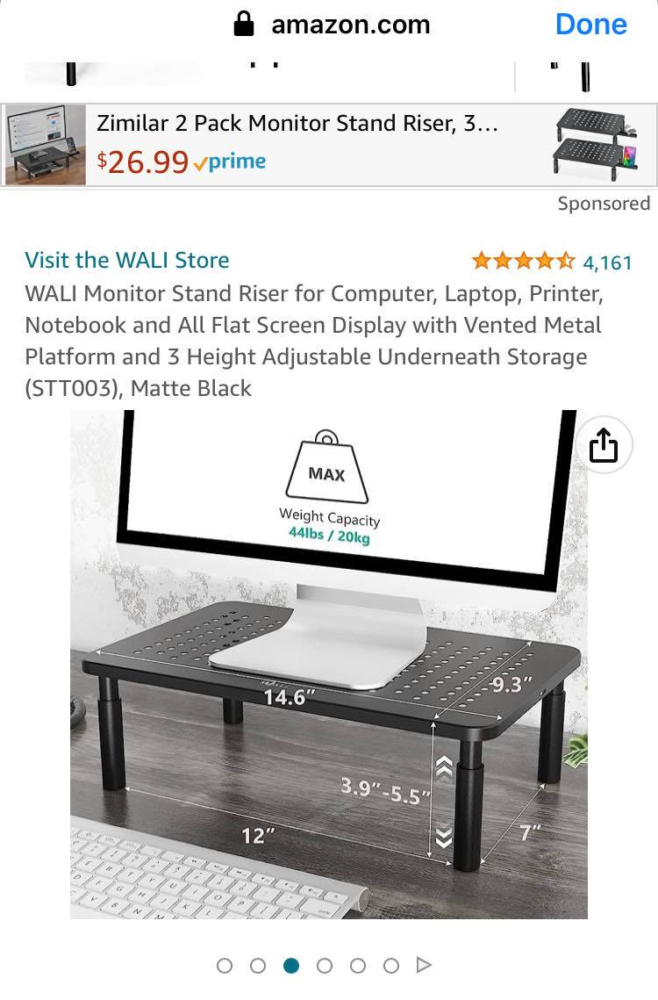 amazon.com
Done
Zimilar 2 Pack Monitor Stand Riser, 3...
$26.99 prime
Sponsored
Visit the WALI Store
4,161
WALI Monitor Stand Riser for Computer, Laptop, Printer,
Notebook and All Flat Screen Display with Vented Metal
Platform and 3 Height Adjustable Underneath Storage
(STT003), Matte Black
MAX
Weight Capacity
44lbs / 20kg
14.6”
9.3”
3.9”-5.5”
12”
7”